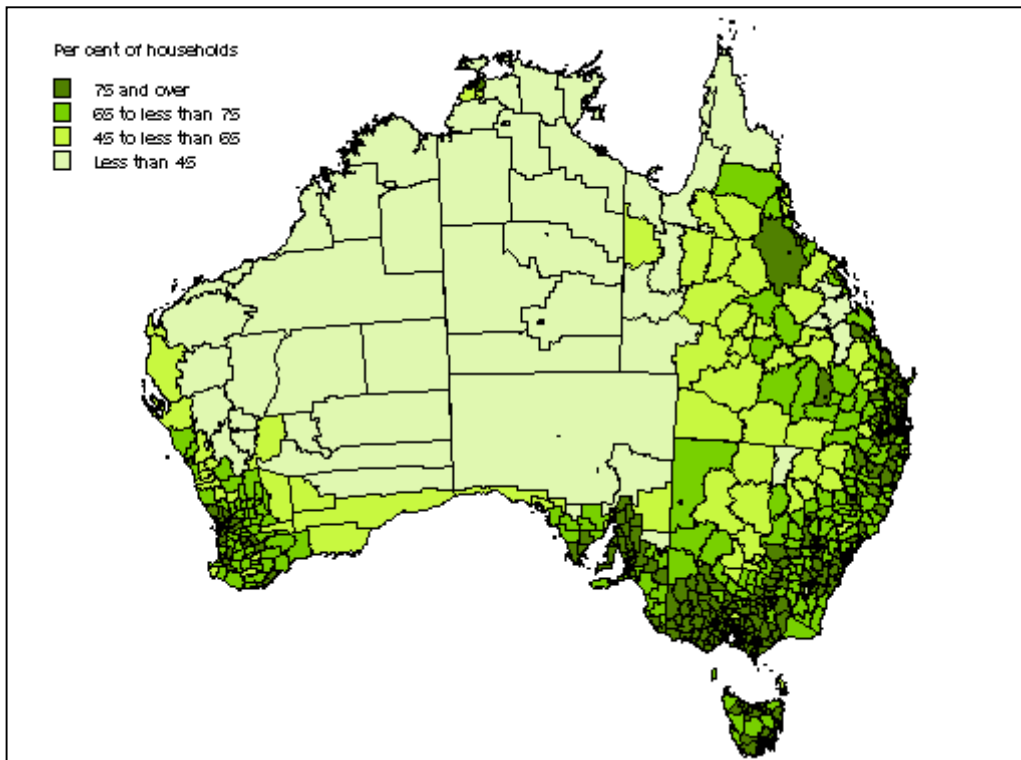 Per cent of households
75 and over
65 to less than 75
45 to less than 65
Less than 45